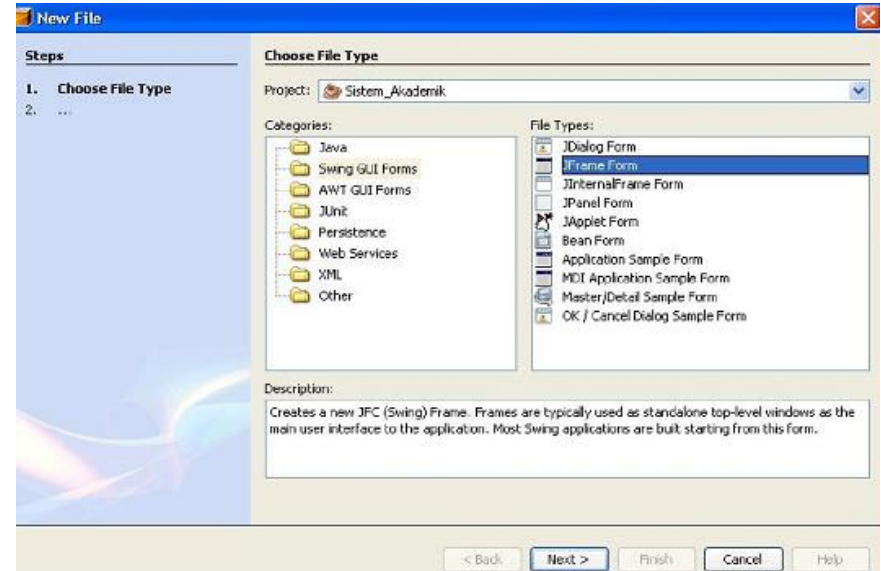 New File
Steps
1. Choose File Type
2. ...
Choose File Type
Project: Sistem_Akademik
Categories:
Java
Swing GUI Forms
AWT GUI Forms
JUnit
Persistence
Web Services
XML
Other
File Types:
JDialog Form
JFrame Form
JInternalFrame Form
JPanel Form
JApplet Form
Bean Form
Application Sample Form
MDI Application Sample Form
Master/Detail Sample Form
OK / Cancel Dialog Sample Form
Description:
Creates a new JFC (Swing) Frame. Frames are typically used as standalone top-level windows as the
main user interface to the application. Most Swing applications are built starting from this form.
< Back Next > Finish Cancel Help